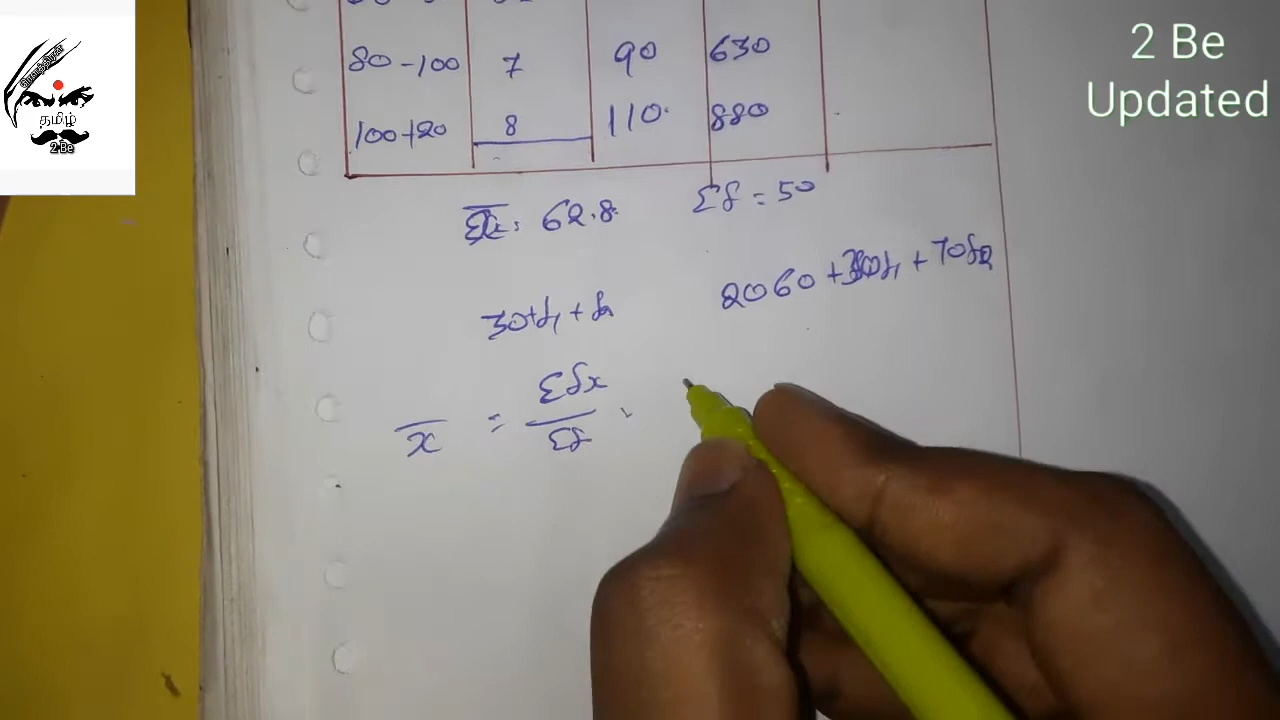 2 Be
Updated
தமிழ்
2 Be
80-100 7 90 630
100-120 8 110 880
x̄ = 62.8 Σf = 50
30+f₁+f₂ 2060+30f₁+70f₂
x̄ = Σfx / Σf